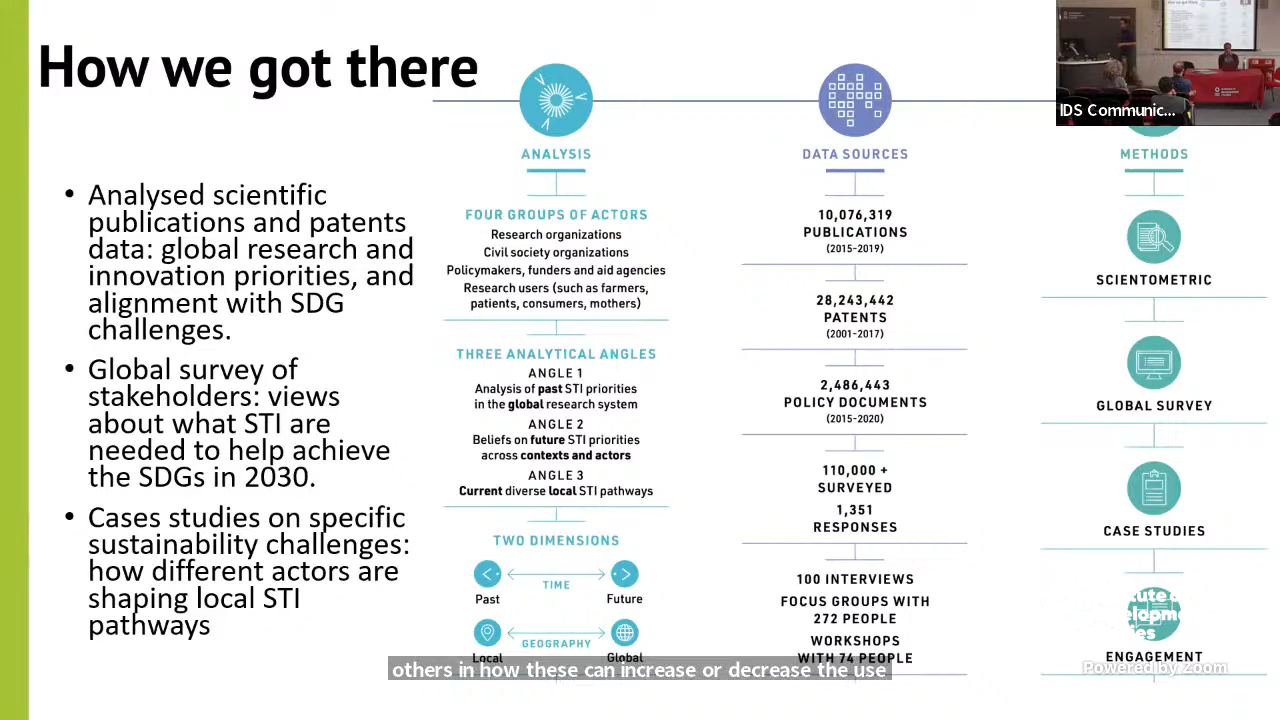 How we got there
• Analysed scientific
publications and patents
data: global research and
innovation priorities, and
alignment with SDG
challenges.
• Global survey of
stakeholders: views
about what STI are
needed to help achieve
the SDGs in 2030.
• Cases studies on specific
sustainability challenges:
how different actors are
shaping local STI
pathways
ANALYSIS
FOUR GROUPS OF ACTORS
Research organizations
Civil society organizations
Policymakers, funders and aid agencies
Research users (such as farmers,
patients, consumers, mothers)
THREE ANALYTICAL ANGLES
ANGLE 1
Analysis of past STI priorities
in the global research system
ANGLE 2
Beliefs on future STI priorities
across contexts and actors
ANGLE 3
Current diverse local STI pathways
TWO DIMENSIONS
TIME
Past
Future
GEOGRAPHY
Local
Global
DATA SOURCES
10,076,319
PUBLICATIONS
(2015-2019)
28,243,442
PATENTS
(2001-2017)
2,486,443
POLICY DOCUMENTS
(2015-2020)
110,000 +
SURVEYED
1,351
RESPONSES
100 INTERVIEWS
FOCUS GROUPS WITH
272 PEOPLE
WORKSHOPS
WITH 74 PEOPLE
METHODS
SCIENTOMETRIC
GLOBAL SURVEY
CASE STUDIES
ENGAGEMENT
IDS Communic...
others in how these can increase or decrease the use
Powered by Zoom